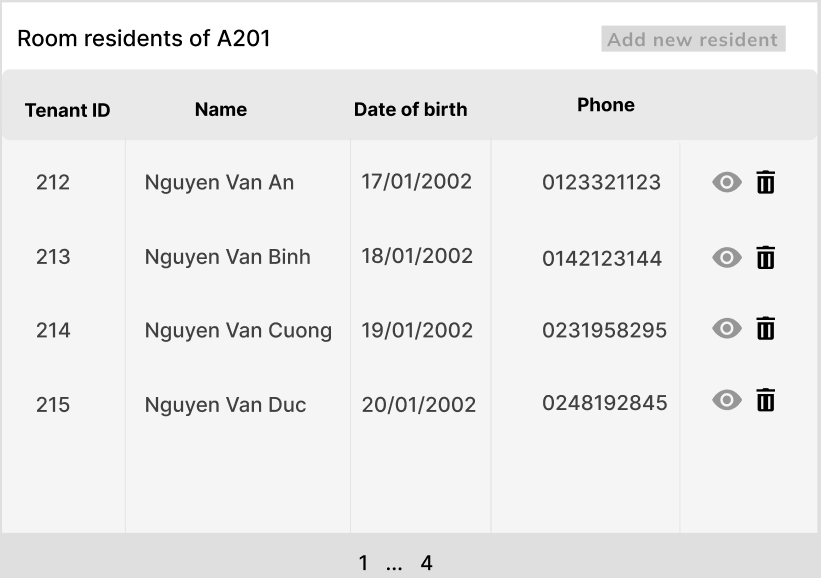 Room residents of A201 Add new resident
Tenant ID Name Date of birth Phone
212 Nguyen Van An 17/01/2002 0123321123
213 Nguyen Van Binh 18/01/2002 0142123144
214 Nguyen Van Cuong 19/01/2002 0231958295
215 Nguyen Van Duc 20/01/2002 0248192845
1 ... 4